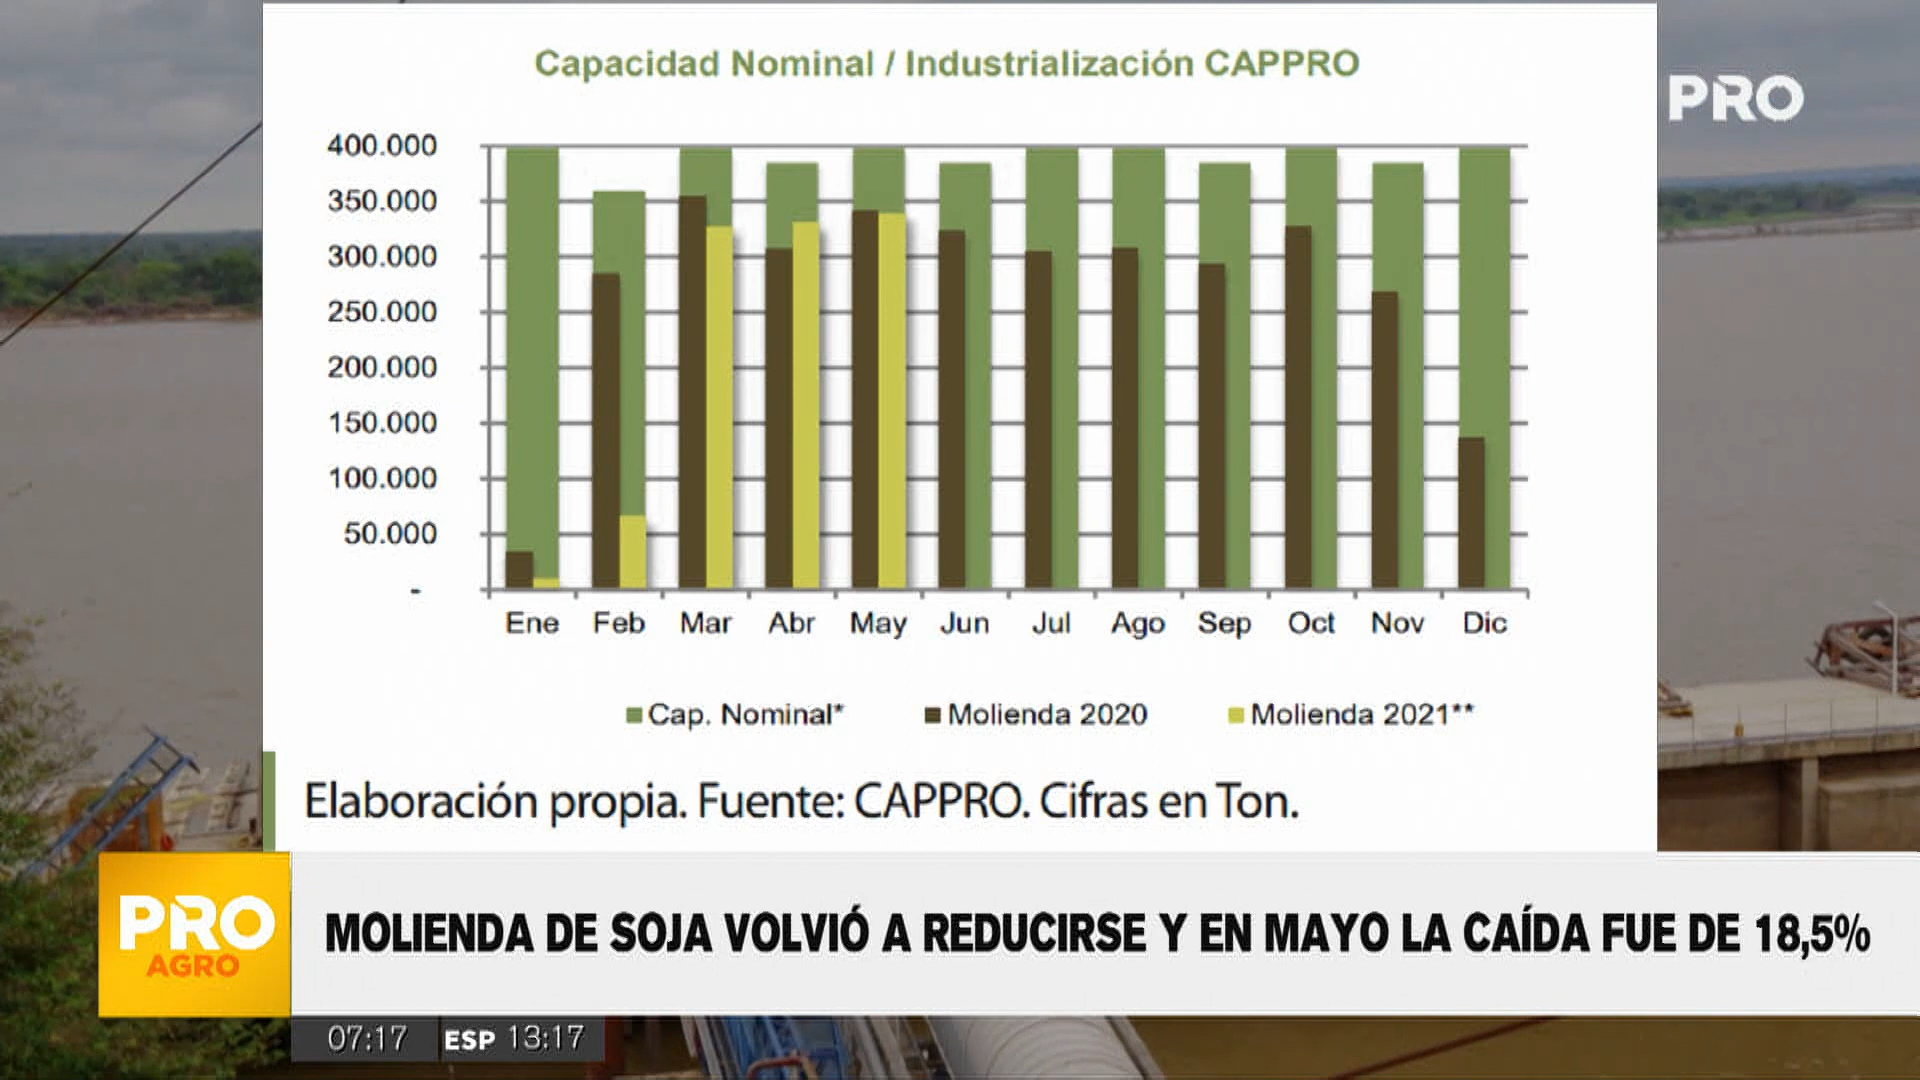 Capacidad Nominal / Industrialización CAPPRO
PRO
400.000
350.000
300.000
250.000
200.000
150.000
100.000
50.000
-
Ene Feb Mar Abr May Jun Jul Ago Sep Oct Nov Dic
Cap. Nominal* Molienda 2020 Molienda 2021**
Elaboración propia. Fuente: CAPPRO. Cifras en Ton.
PRO
AGRO
MOLIENDA DE SOJA VOLVIÓ A REDUCIRSE Y EN MAYO LA CAÍDA FUE DE 18,5%
07:17 ESP 13:17